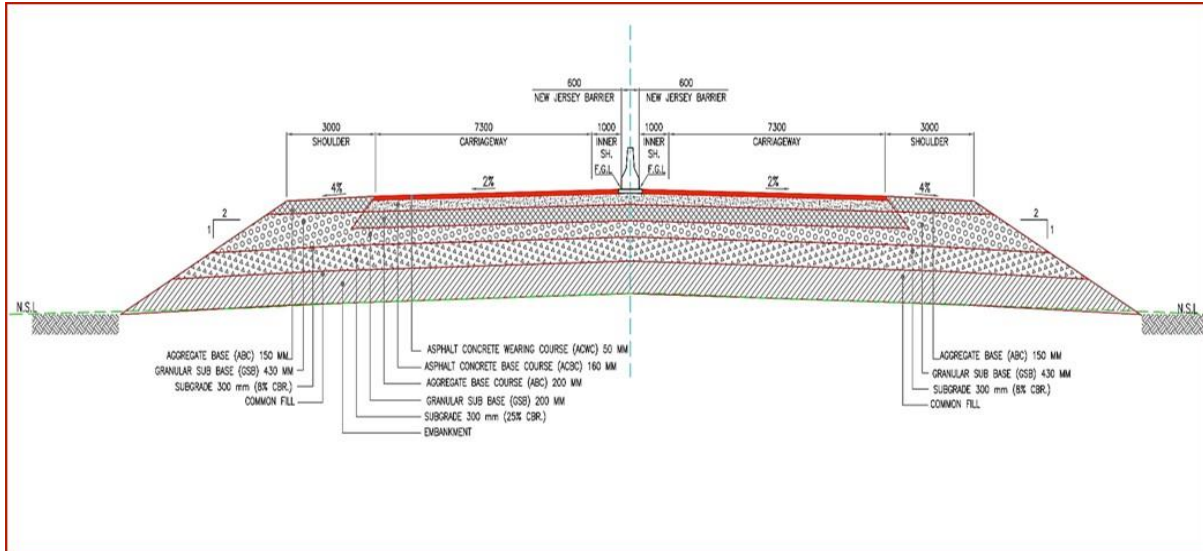 600 600
NEW JERSEY BARRIER NEW JERSEY BARRIER
3000 7300 1000 1000 7300 3000
SHOULDER CARRIAGEWAY INNER INNER CARRIAGEWAY SHOULDER
SH. SH.
F.G.L F.G.L
4% 2% 2% 4%
2 2
1 1
N.S.L N.S.L
ASPHALT CONCRETE WEARING COURSE (ACWC) 50 MM
AGGREGATE BASE (ABC) 150 MM ASPHALT CONCRETE BASE COURSE (ACBC) 160 MM AGGREGATE BASE (ABC) 150 MM
GRANULAR SUB BASE (GSB) 430 MM AGGREGATE BASE COURSE (ABC) 200 MM GRANULAR SUB BASE (GSB) 430 MM
SUBGRADE 300 mm (8% CBR.) GRANULAR SUB BASE (GSB) 200 MM SUBGRADE 300 mm (8% CBR.)
COMMON FILL SUBGRADE 300 mm (25% CBR.) COMMON FILL
EMBANKMENT